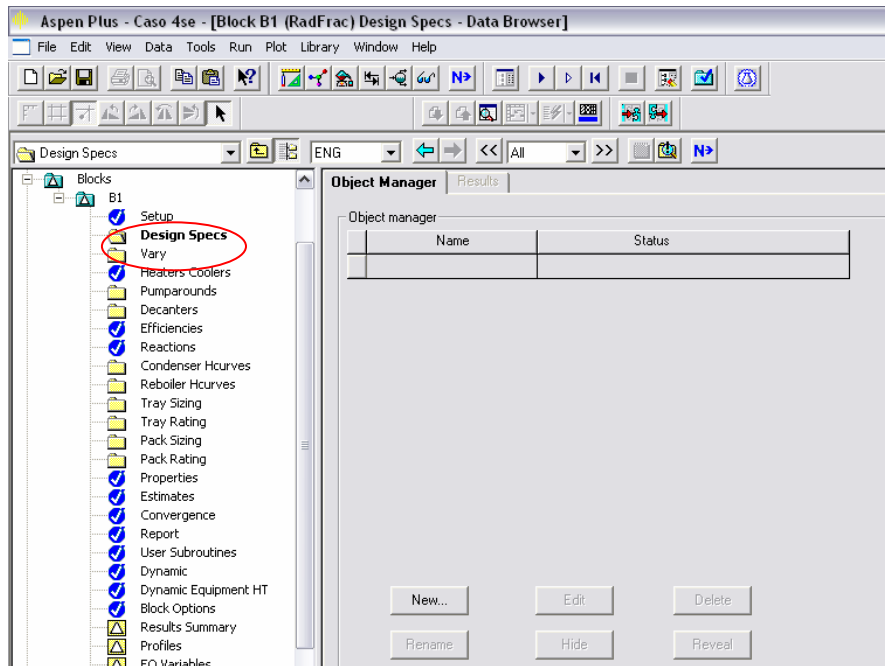 Aspen Plus - Caso 4se - [Block B1 (RadFrac) Design Specs - Data Browser]
File Edit View Data Tools Run Plot Library Window Help
N>
Design Specs
ENG
<< All >>
N>
Blocks
B1
Setup
Design Specs
Vary
Heaters Coolers
Pumparounds
Decanters
Efficiencies
Reactions
Condenser Hcurves
Reboiler Hcurves
Tray Sizing
Tray Rating
Pack Sizing
Pack Rating
Properties
Estimates
Convergence
Report
User Subroutines
Dynamic
Dynamic Equipment HT
Block Options
Results Summary
Profiles
EO Variables
Object Manager Results
Object manager
Name Status
New... Edit Delete
Rename Hide Reveal